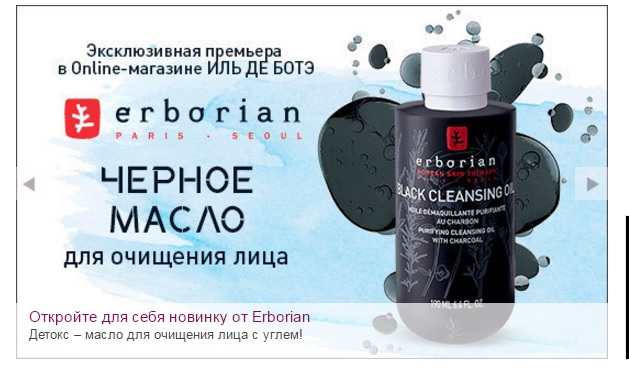 Эксклюзивная премьера
в Online-магазине ИЛЬ ДЕ БОТЭ
erborian
PARIS · SEOUL
ЧЕРНОЕ
МАСЛО
для очищения лица
erborian
KOREAN SKIN THERAPY
PARIS · SEOUL
BLACK CLEANSING OIL
HUILE DÉMAQUILLANTE PURIFIANTE
AU CHARBON
PURIFYING CLEANSING OIL
WITH CHARCOAL
Откройте для себя новинку от Erborian
Детокс – масло для очищения лица с углем!